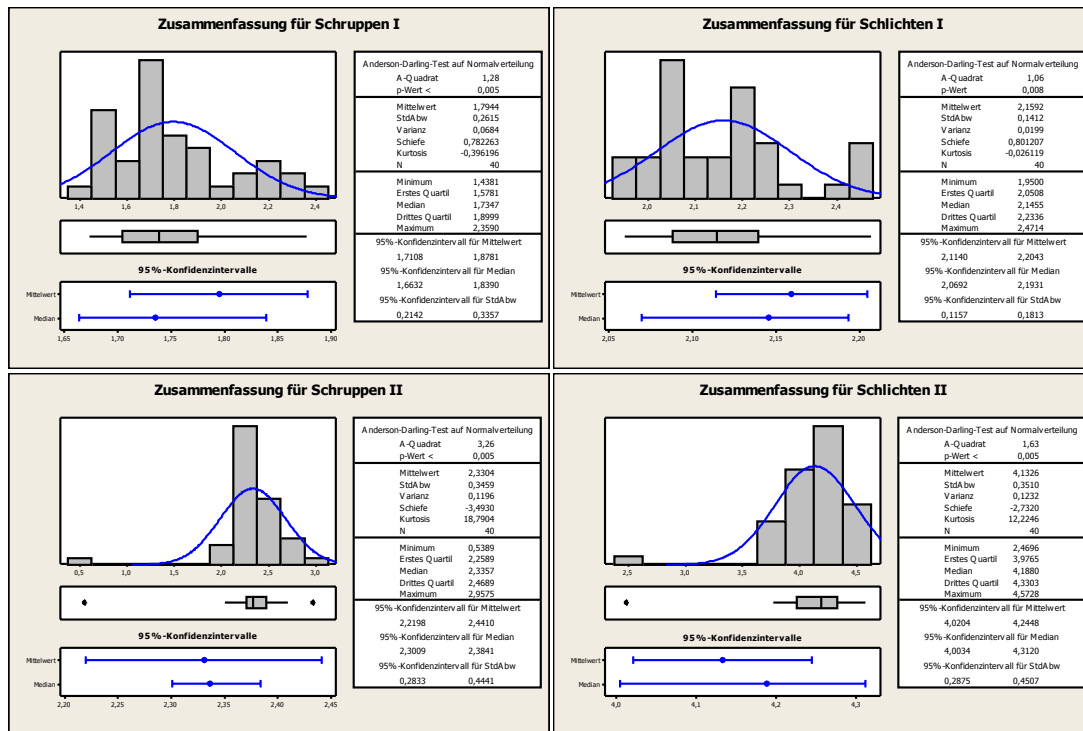 Zusammenfassung für Schruppen I
Anderson-Darling-Test auf Normalverteilung
A-Quadrat 1,28
p-Wert < 0,005
Mittelwert 1,7944
StdAbw 0,2615
Varianz 0,0684
Schiefe 0,782263
Kurtosis -0,396196
N 40
Minimum 1,4381
Erstes Quartil 1,5781
Median 1,7347
Drittes Quartil 1,8999
Maximum 2,3590
95%-Konfidenzintervall für Mittelwert
1,7108 1,8781
95%-Konfidenzintervall für Median
1,6632 1,8390
95%-Konfidenzintervall für StdAbw
0,2142 0,3357
1,4 1,6 1,8 2,0 2,2 2,4
95%-Konfidenzintervalle
Mittelwert
Median
1,65 1,70 1,75 1,80 1,85 1,90
Zusammenfassung für Schlichten I
Anderson-Darling-Test auf Normalverteilung
A-Quadrat 1,06
p-Wert 0,008
Mittelwert 2,1592
StdAbw 0,1412
Varianz 0,0199
Schiefe 0,801207
Kurtosis -0,026119
N 40
Minimum 1,9500
Erstes Quartil 2,0508
Median 2,1455
Drittes Quartil 2,2336
Maximum 2,4714
95%-Konfidenzintervall für Mittelwert
2,1140 2,2043
95%-Konfidenzintervall für Median
2,0692 2,1931
95%-Konfidenzintervall für StdAbw
0,1157 0,1813
2,0 2,1 2,2 2,3 2,4
95%-Konfidenzintervalle
Mittelwert
Median
2,05 2,10 2,15 2,20
Zusammenfassung für Schruppen II
Anderson-Darling-Test auf Normalverteilung
A-Quadrat 3,26
p-Wert < 0,005
Mittelwert 2,3304
StdAbw 0,3459
Varianz 0,1196
Schiefe -3,4930
Kurtosis 18,7904
N 40
Minimum 0,5389
Erstes Quartil 2,2589
Median 2,3357
Drittes Quartil 2,4689
Maximum 2,9575
95%-Konfidenzintervall für Mittelwert
2,2198 2,4410
95%-Konfidenzintervall für Median
2,3009 2,3841
95%-Konfidenzintervall für StdAbw
0,2833 0,4441
0,5 1,0 1,5 2,0 2,5 3,0
95%-Konfidenzintervalle
Mittelwert
Median
2,20 2,25 2,30 2,35 2,40 2,45
Zusammenfassung für Schlichten II
Anderson-Darling-Test auf Normalverteilung
A-Quadrat 1,63
p-Wert < 0,005
Mittelwert 4,1326
StdAbw 0,3510
Varianz 0,1232
Schiefe -2,7320
Kurtosis 12,2246
N 40
Minimum 2,4696
Erstes Quartil 3,9765
Median 4,1880
Drittes Quartil 4,3303
Maximum 4,5728
95%-Konfidenzintervall für Mittelwert
4,0204 4,2448
95%-Konfidenzintervall für Median
4,0034 4,3120
95%-Konfidenzintervall für StdAbw
0,2875 0,4507
2,5 3,0 3,5 4,0 4,5
95%-Konfidenzintervalle
Mittelwert
Median
4,0 4,1 4,2 4,3